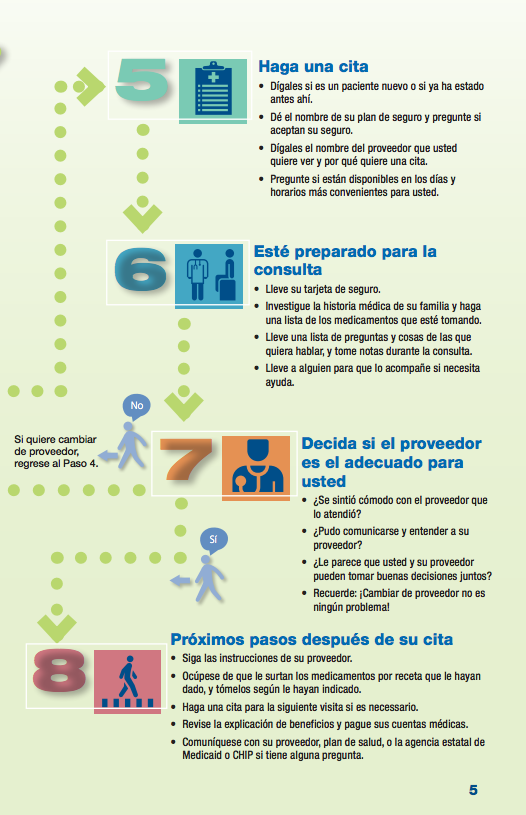 5
Haga una cita
• Dígales si es un paciente nuevo o si ya ha estado
antes ahí.
• Dé el nombre de su plan de seguro y pregunte si
aceptan su seguro.
• Dígales el nombre del proveedor que usted
quiere ver y por qué quiere una cita.
• Pregunte si están disponibles en los días y
horarios más convenientes para usted.
6
Esté preparado para la
consulta
• Lleve su tarjeta de seguro.
• Investigue la historia médica de su familia y haga
una lista de los medicamentos que esté tomando.
• Lleve una lista de preguntas y cosas de las que
quiera hablar, y tome notas durante la consulta.
• Lleve a alguien para que lo acompañe si necesita
ayuda.
No
Si quiere cambiar
de proveedor,
regrese al Paso 4.
7
Decida si el proveedor
es el adecuado para
usted
• ¿Se sintió cómodo con el proveedor que
lo atendió?
• ¿Pudo comunicarse y entender a su
proveedor?
• ¿Le parece que usted y su proveedor
pueden tomar buenas decisiones juntos?
• Recuerde: ¡Cambiar de proveedor no es
ningún problema!
Sí
8
Próximos pasos después de su cita
• Siga las instrucciones de su proveedor.
• Ocúpese de que le surtan los medicamentos por receta que le hayan
dado, y tómelos según le hayan indicado.
• Haga una cita para la siguiente visita si es necessario.
• Revise la explicación de beneficios y pague sus cuentas médicas.
• Comuníquese con su proveedor, plan de salud, o la agencia estatal de
Medicaid o CHIP si tiene alguna pregunta.
5